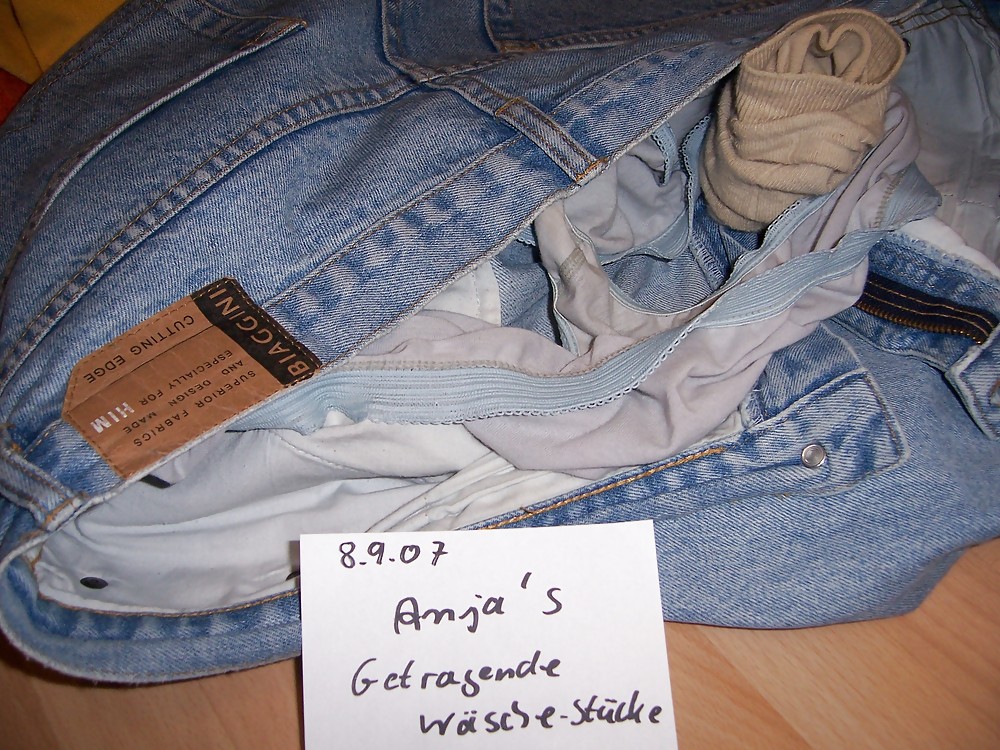 BIAGGINI
CUTTING EDGE
SUPERIOR FABRICS
AND DESIGN MADE
ESPECIALLY FOR
HIM
8.9.07
Anja's
Getragende
Wäsche-Stücke